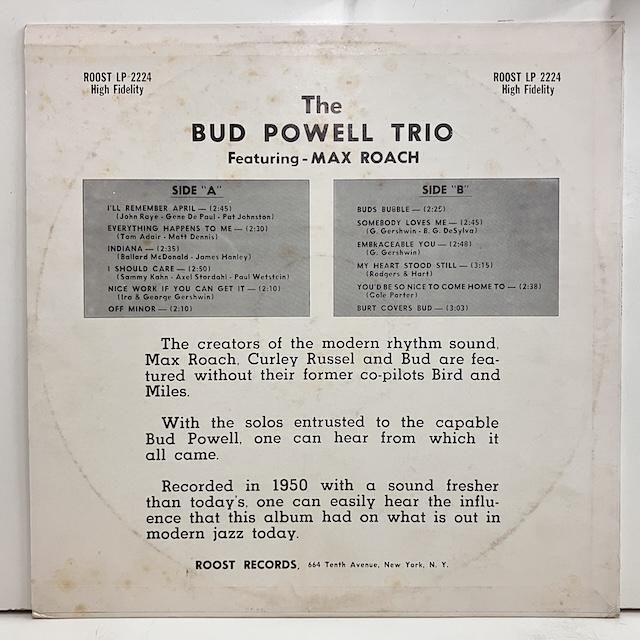 ROOST LP 2224
High Fidelity
ROOST LP 2224
High Fidelity
The
BUD POWELL TRIO
Featuring - MAX ROACH
SIDE "A"
I'LL REMEMBER APRIL — (2:45)
(John Raye - Gene De Paul - Pat Johnston)
EVERYTHING HAPPENS TO ME — (2:30)
(Tom Adair - Matt Dennis)
INDIANA — (2:35)
(Ballard McDonald - James Hanley)
I SHOULD CARE — (2:50)
(Sammy Kahn - Axel Stordahl - Paul Wetstein)
NICE WORK IF YOU CAN GET IT — (2:10)
(Ira & George Gershwin)
OFF MINOR — (2:10)
SIDE "B"
BUDS BUBBLE — (2:25)
SOMEBODY LOVES ME — (2:45)
(G. Gershwin - B. G. DeSylva)
EMBRACEABLE YOU — (2:48)
(G. Gershwin)
MY HEART STOOD STILL — (3:15)
(Rodgers & Hart)
YOU'D BE SO NICE TO COME HOME TO — (2:38)
(Cole Porter)
BURT COVERS BUD — (3:03)
The creators of the modern rhythm sound,
Max Roach, Curley Russel and Bud are fea-
tured without their former co-pilots Bird and
Miles.
With the solos entrusted to the capable
Bud Powell, one can hear from which it
all came.
Recorded in 1950 with a sound fresher
than today's, one can easily hear the influ-
ence that this album had on what is out in
modern jazz today.
ROOST RECORDS, 664 Tenth Avenue, New York, N. Y.